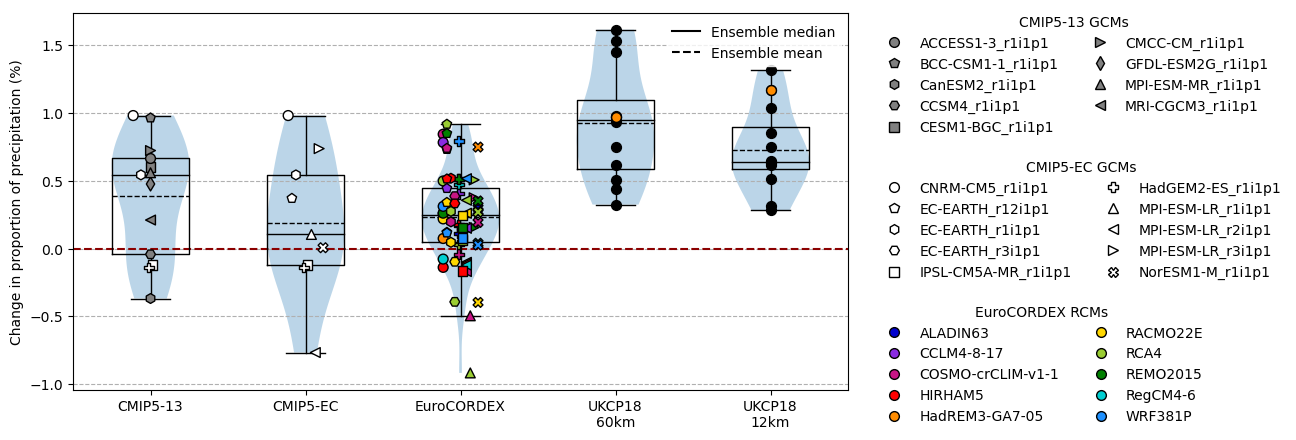 Change in proportion of precipitation (%)
1.5
1.0
0.5
0.0
−0.5
−1.0
Ensemble median
Ensemble mean
CMIP5-13
CMIP5-EC
EuroCORDEX
UKCP18
60km
UKCP18
12km
CMIP5-13 GCMs
ACCESS1-3_r1i1p1
BCC-CSM1-1_r1i1p1
CanESM2_r1i1p1
CCSM4_r1i1p1
CESM1-BGC_r1i1p1
CMCC-CM_r1i1p1
GFDL-ESM2G_r1i1p1
MPI-ESM-MR_r1i1p1
MRI-CGCM3_r1i1p1
CMIP5-EC GCMs
CNRM-CM5_r1i1p1
EC-EARTH_r12i1p1
EC-EARTH_r1i1p1
EC-EARTH_r3i1p1
IPSL-CM5A-MR_r1i1p1
HadGEM2-ES_r1i1p1
MPI-ESM-LR_r1i1p1
MPI-ESM-LR_r2i1p1
MPI-ESM-LR_r3i1p1
NorESM1-M_r1i1p1
EuroCORDEX RCMs
ALADIN63
CCLM4-8-17
COSMO-crCLIM-v1-1
HIRHAM5
HadREM3-GA7-05
RACMO22E
RCA4
REMO2015
RegCM4-6
WRF381P